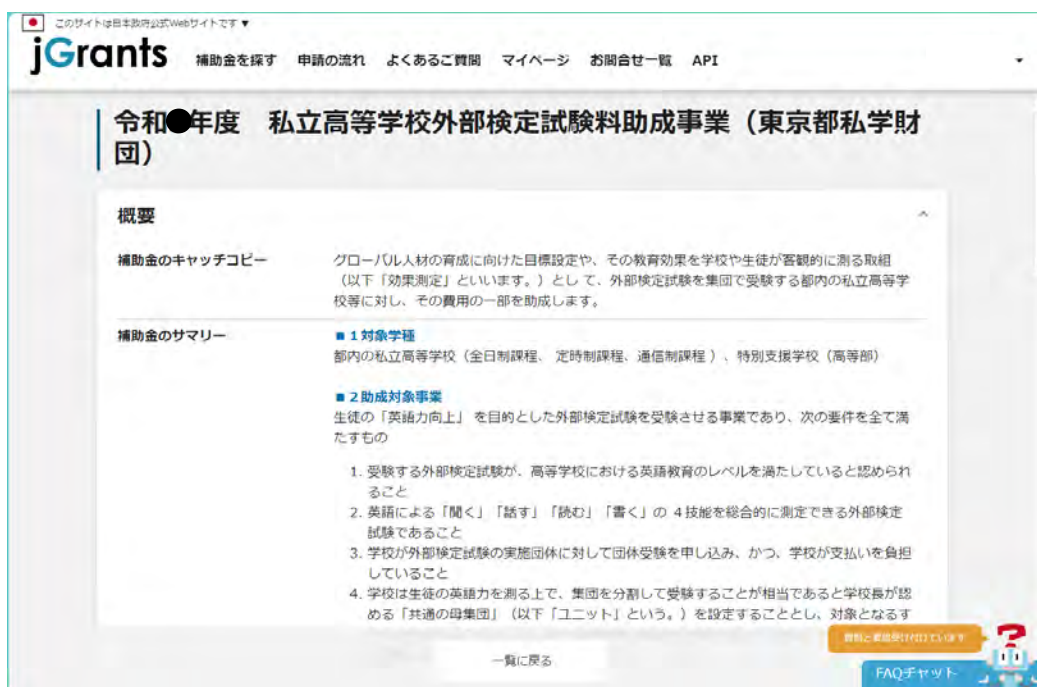 このサイトは日本政府公式Webサイトです ▼
jGrants 補助金を探す 申請の流れ よくあるご質問 マイページ お問合せ一覧 API
令和●年度 私立高等学校外部検定試験料助成事業（東京都私学財
団）
概要
補助金のキャッチコピー グローバル人材の育成に向けた目標設定や、その教育効果を学校や生徒が客観的に測る取組
（以下「効果測定」といいます。）とし て、外部検定試験を集団で受験する都内の私立高等学
校等に対し、その費用の一部を助成します。
補助金のサマリー ■１対象学種
都内の私立高等学校（全日制課程、 定時制課程、通信制課程 ）、特別支援学校（高等部）
■２助成対象事業
生徒の「英語力向上」 を目的とした外部検定試験を受験させる事業であり、次の要件を全て満
たすもの
1. 受験する外部検定試験が、高等学校における英語教育のレベルを満たしていると認められ
ること
2. 英語による「聞く」「話す」「読む」「書く」の ４技能を総合的に測定できる外部検定
試験であること
3. 学校が外部検定試験の実施団体に対して団体受験を申し込み、かつ、学校が支払いを負担
していること
4. 学校は生徒の英語力を測る上で、集団を分割して受験することが相当であると学校長が認
める「共通の母集団」（以下「ユニット」という。）を設定することとし、対象となるす
一覧に戻る
FAQチャット